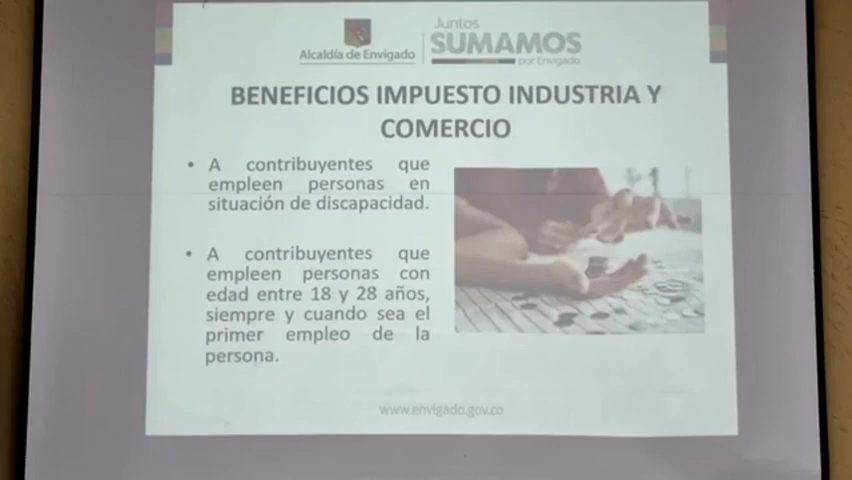 Alcaldía de Envigado
Juntos
SUMAMOS
por Envigado
BENEFICIOS IMPUESTO INDUSTRIA Y
COMERCIO
• A contribuyentes que
empleen personas en
situación de discapacidad.
• A contribuyentes que
empleen personas con
edad entre 18 y 28 años,
siempre y cuando sea el
primer empleo de la
persona.
www.envigado.gov.co